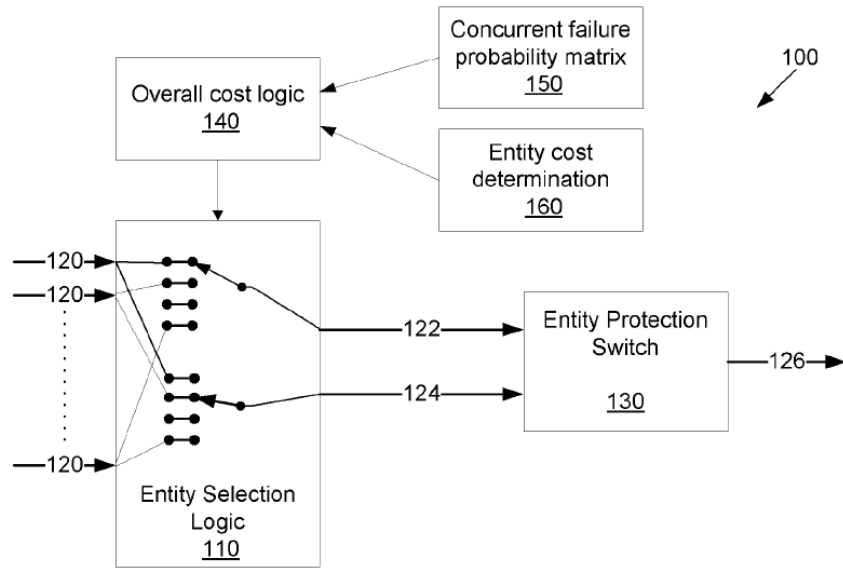 Concurrent failure
probability matrix
150
100
Overall cost logic
140
Entity cost
determination
160
120
120
122
Entity Protection
Switch
130
126
124
120
Entity Selection
Logic
110